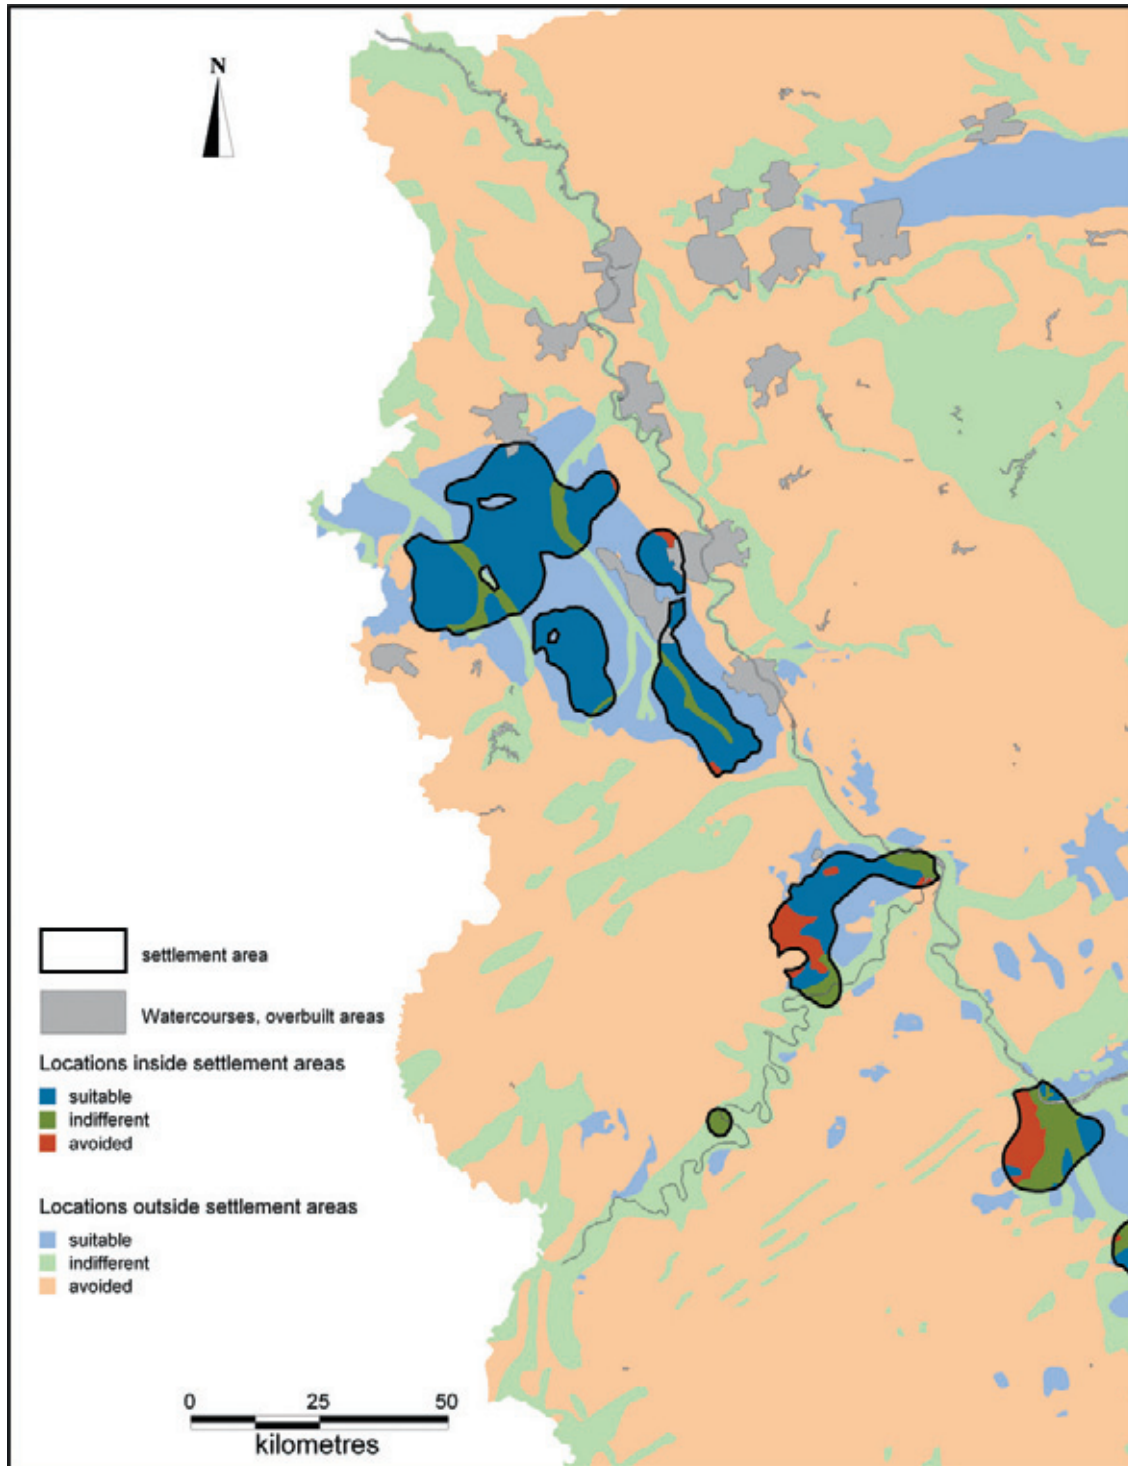 N
settlement area
Watercourses, overbuilt areas
Locations inside settlement areas
suitable
indifferent
avoided
Locations outside settlement areas
suitable
indifferent
avoided
0 25 50
kilometres